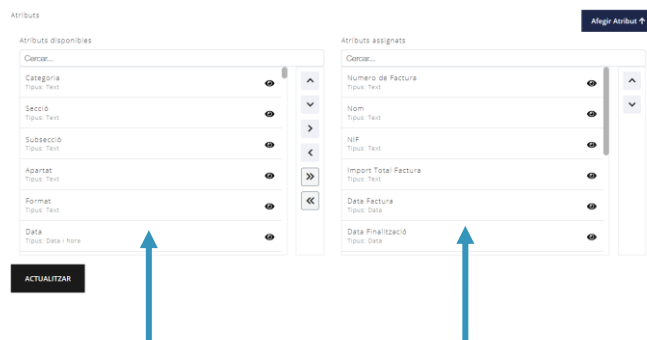 Atributs
Afegir Atribut ↑
Atributs disponibles
Cercar...
Categoria
Tipus: Text
Secció
Tipus: Text
Subsecció
Tipus: Text
Apartat
Tipus: Text
Format
Tipus: Text
Data
Tipus: Data i hora
Atributs assignats
Cercar...
Numero de Factura
Tipus: Text
Nom
Tipus: Text
NIF
Tipus: Text
Import Total Factura
Tipus: Text
Data Factura
Tipus: Data
Data Finalització
Tipus: Data
ACTUALITZAR